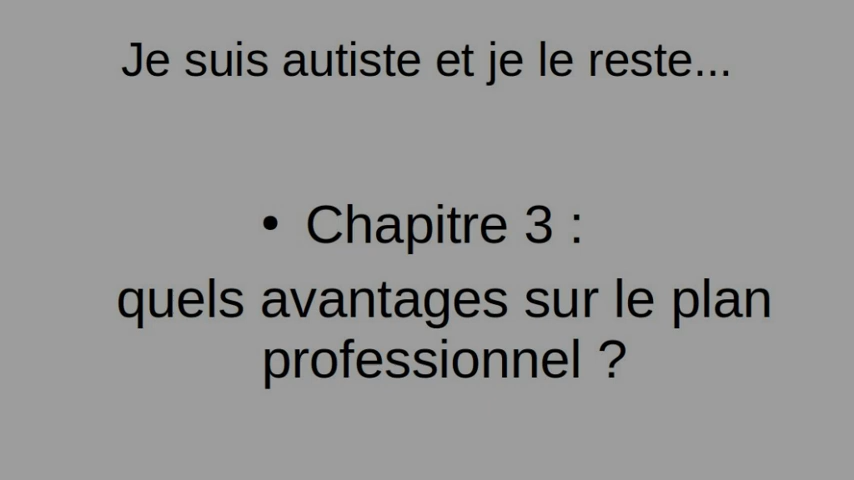 Je suis autiste et je le reste...
• Chapitre 3 :
quels avantages sur le plan
professionnel ?